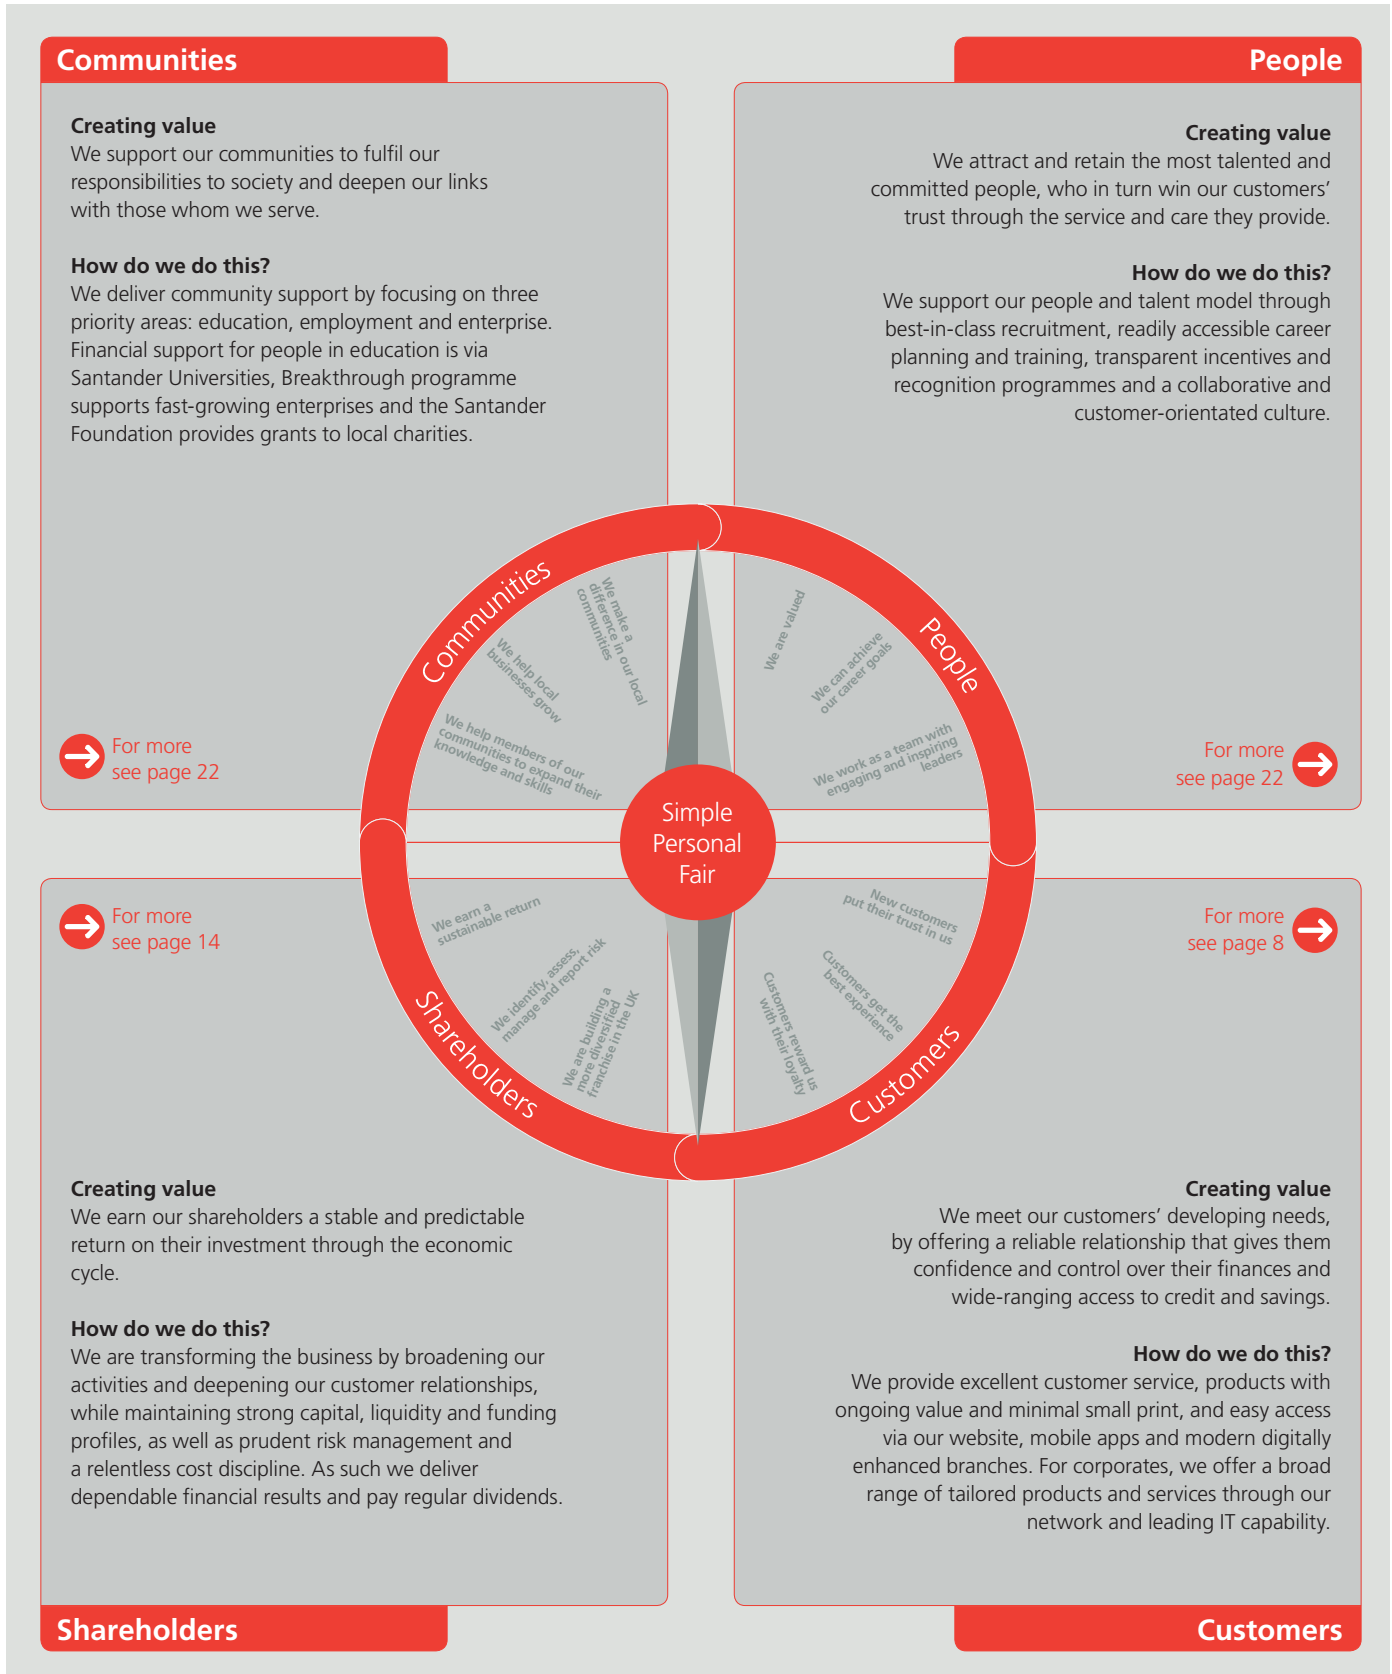 Communities
Creating value
We support our communities to fulfil our
responsibilities to society and deepen our links
with those whom we serve.
How do we do this?
We deliver community support by focusing on three
priority areas: education, employment and enterprise.
Financial support for people in education is via
Santander Universities, Breakthrough programme
supports fast-growing enterprises and the Santander
Foundation provides grants to local charities.
For more
see page 22
People
Creating value
We attract and retain the most talented and
committed people, who in turn win our customers’
trust through the service and care they provide.
How do we do this?
We support our people and talent model through
best-in-class recruitment, readily accessible career
planning and training, transparent incentives and
recognition programmes and a collaborative and
customer-orientated culture.
For more
see page 22
Communities
We make a
difference in our local
communities
We help local
businesses grow
We help members of our
communities to expand their
knowledge and skills
People
We are valued
We can achieve
our career goals
We work as a team with
engaging and inspiring
leaders
Simple
Personal
Fair
Shareholders
We earn a
sustainable return
We identify, assess,
manage and report risk
We are building a
more diversified
franchise in the UK
Customers
New customers
put their trust in us
Customers get the
best experience
Customers reward us
with their loyalty
For more
see page 14
Creating value
We earn our shareholders a stable and predictable
return on their investment through the economic
cycle.
How do we do this?
We are transforming the business by broadening our
activities and deepening our customer relationships,
while maintaining strong capital, liquidity and funding
profiles, as well as prudent risk management and
a relentless cost discipline. As such we deliver
dependable financial results and pay regular dividends.
Shareholders
For more
see page 8
Creating value
We meet our customers’ developing needs,
by offering a reliable relationship that gives them
confidence and control over their finances and
wide-ranging access to credit and savings.
How do we do this?
We provide excellent customer service, products with
ongoing value and minimal small print, and easy access
via our website, mobile apps and modern digitally
enhanced branches. For corporates, we offer a broad
range of tailored products and services through our
network and leading IT capability.
Customers